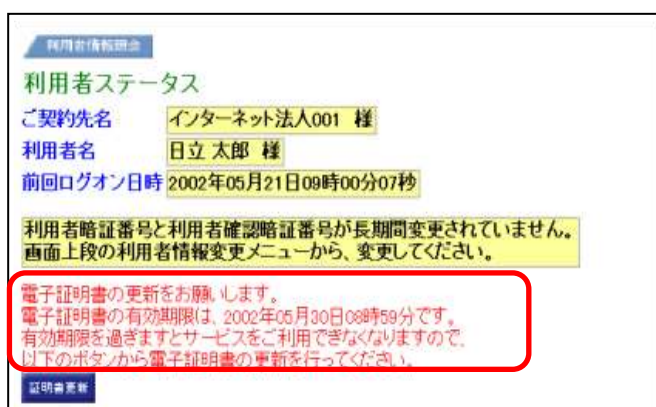 利用者情報照会
利用者ステータス
ご契約先名 インターネット法人001 様
利用者名 日立 太郎 様
前回ログオン日時 2002年05月21日09時00分07秒
利用者暗証番号と利用者確認暗証番号が長期間変更されていません。
画面上段の利用者情報変更メニューから、変更してください。
電子証明書の更新をお願いします。
電子証明書の有効期限は、2002年05月30日08時59分です。
有効期限を過ぎますとサービスをご利用できなくなりますので、
以下のボタンから電子証明書の更新を行ってください。
証明書更新